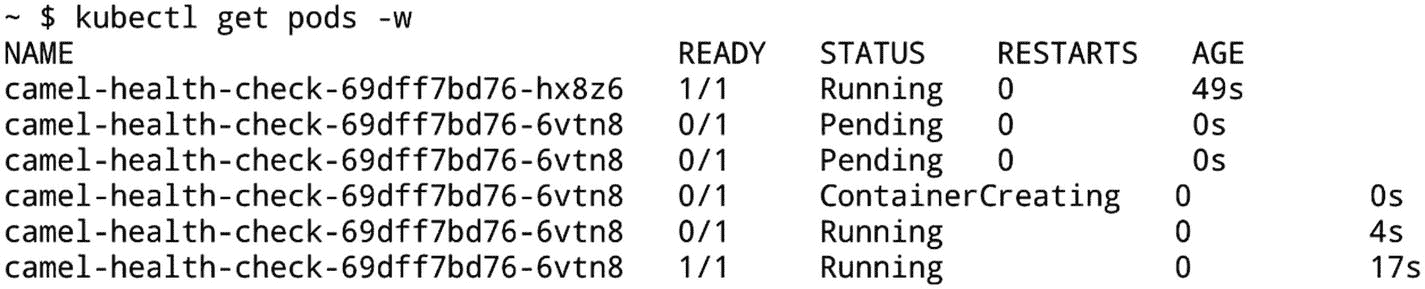 ~ $ kubectl get pods -w
NAME READY STATUS RESTARTS AGE
camel-health-check-69dff7bd76-hx8z6 1/1 Running 0 49s
camel-health-check-69dff7bd76-6vtn8 0/1 Pending 0 0s
camel-health-check-69dff7bd76-6vtn8 0/1 Pending 0 0s
camel-health-check-69dff7bd76-6vtn8 0/1 ContainerCreating 0 0s
camel-health-check-69dff7bd76-6vtn8 0/1 Running 0 4s
camel-health-check-69dff7bd76-6vtn8 1/1 Running 0 17s